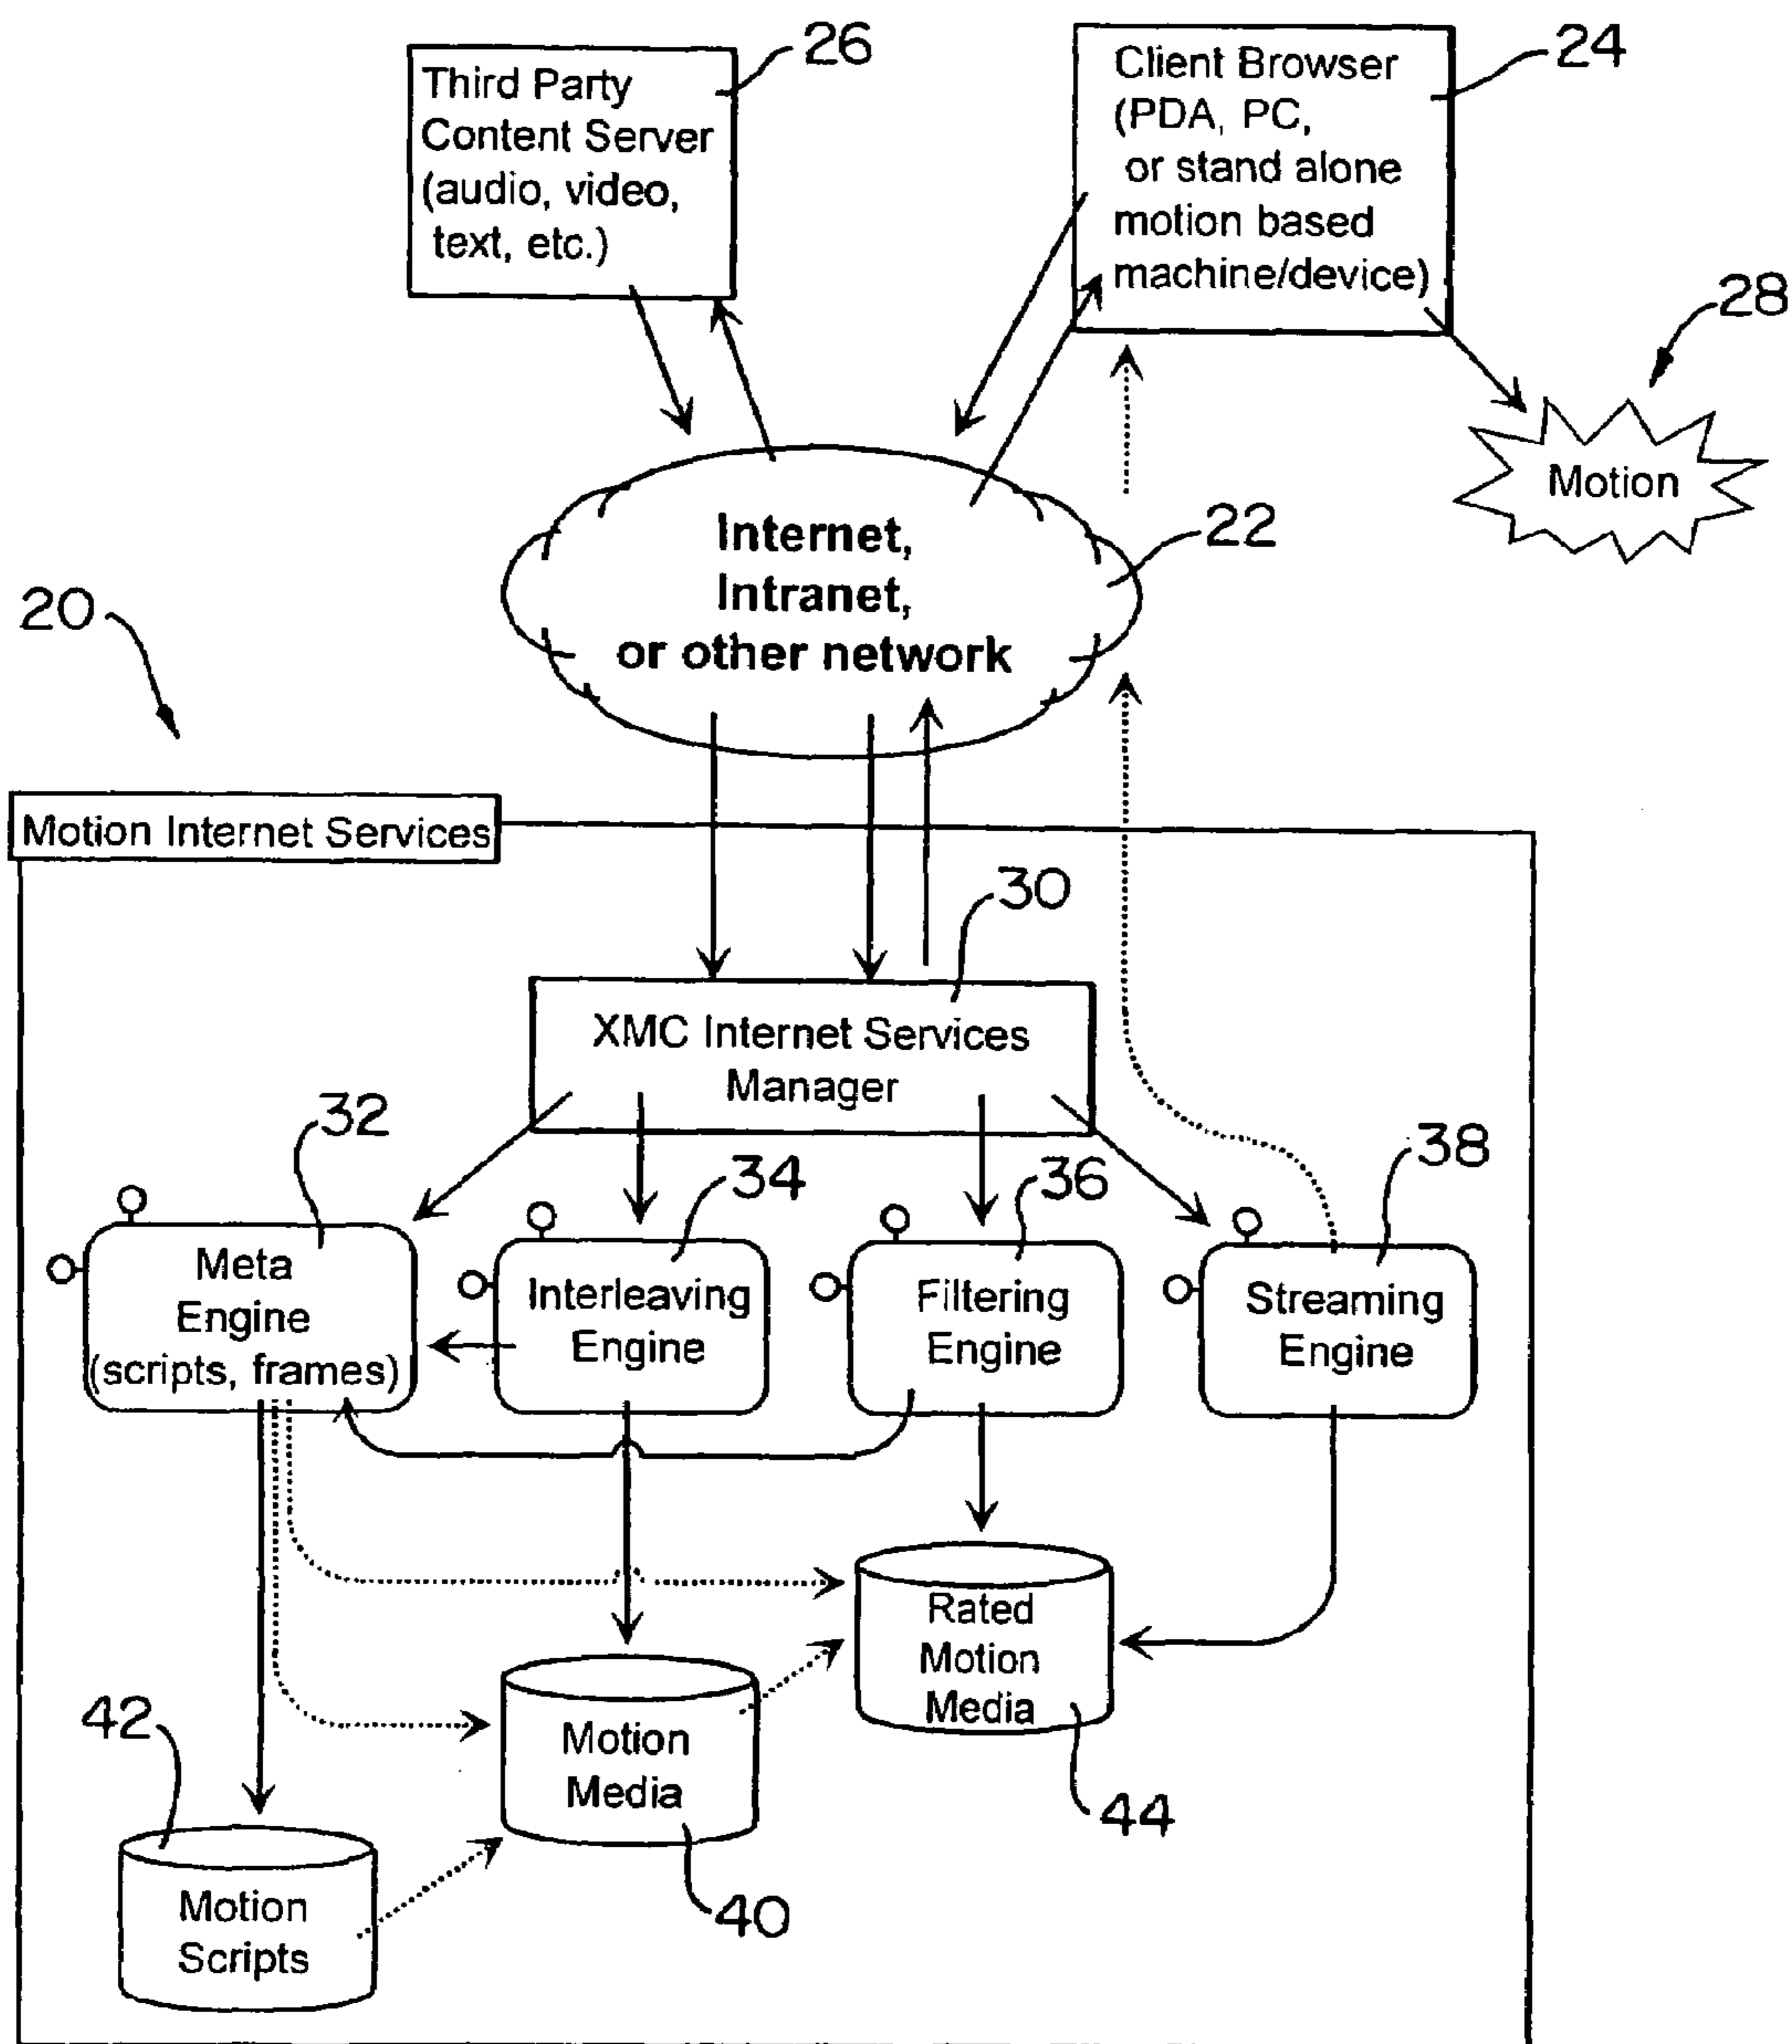 26
Third Party
Content Server
(audio, video,
text, etc.)
24
Client Browser
(PDA, PC,
or stand alone
motion based
machine/device)
28
Motion
22
Internet,
Intranet,
or other network
20
Motion Internet Services
30
XMC Internet Services
Manager
32
Meta
Engine
(scripts, frames)
34
Interleaving
Engine
36
Filtering
Engine
38
Streaming
Engine
Rated
Motion
Media
44
Motion
Media
40
42
Motion
Scripts